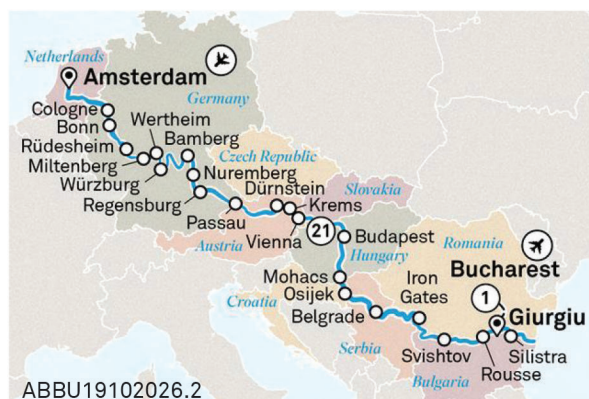 Netherlands
Amsterdam
Germany
Cologne
Bonn
Wertheim
Rüdesheim
Bamberg
Miltenberg
Czech Republic
Nuremberg
Würzburg
Dürnstein
Slovakia
Regensburg
Krems
Passau
21
Austria
Vienna
Budapest
Romania
Hungary
Bucharest
Mohacs
Iron
Gates
Osijek
1
Croatia
Belgrade
Giurgiu
Serbia
Svishtov
Silistra
Rousse
Bulgaria
ABBU19102026.2